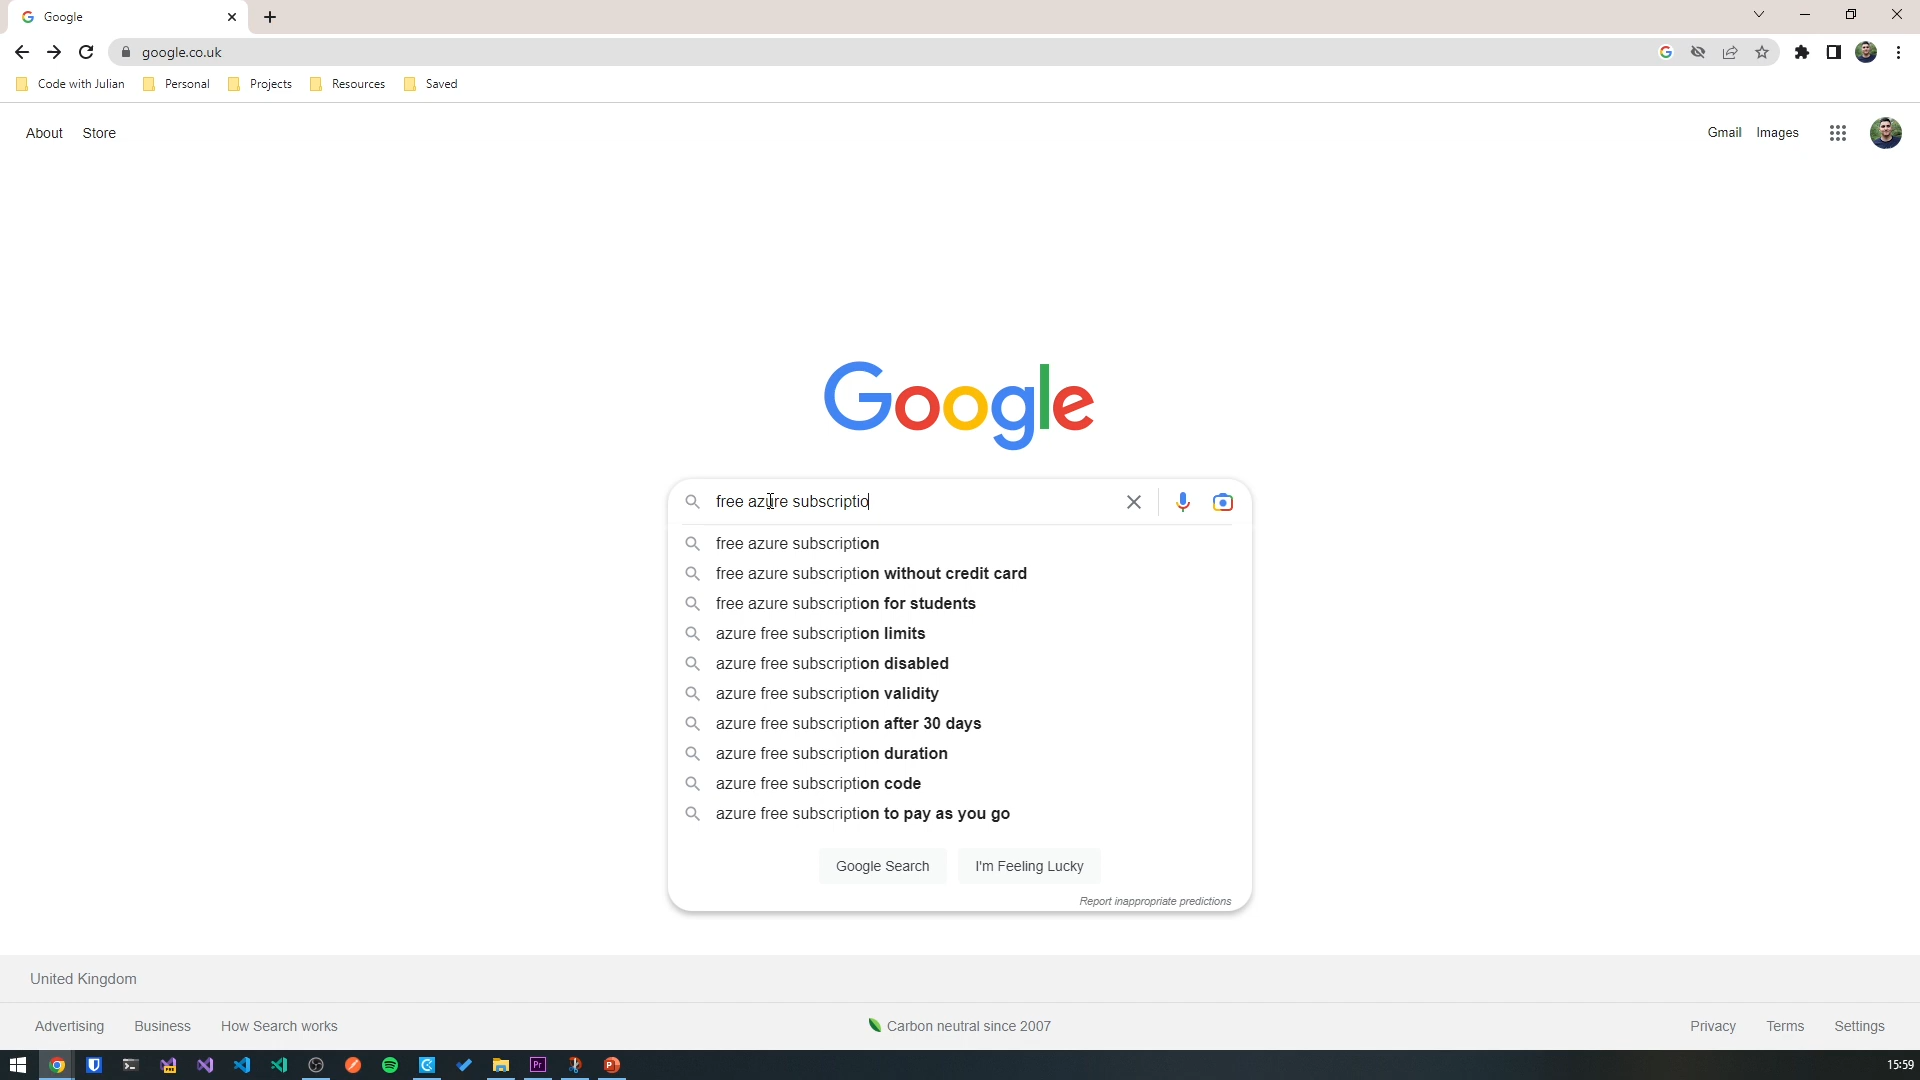 Google
google.co.uk
Code with Julian
Personal
Projects
Resources
Saved
About
Store
Gmail
Images
Google
free azure subscriptio
free azure subscription
free azure subscription without credit card
free azure subscription for students
azure free subscription limits
azure free subscription disabled
azure free subscription validity
azure free subscription after 30 days
azure free subscription duration
azure free subscription code
azure free subscription to pay as you go
Google Search
I'm Feeling Lucky
Report inappropriate predictions
United Kingdom
Advertising
Business
How Search works
Carbon neutral since 2007
Privacy
Terms
Settings
Pr
15:59